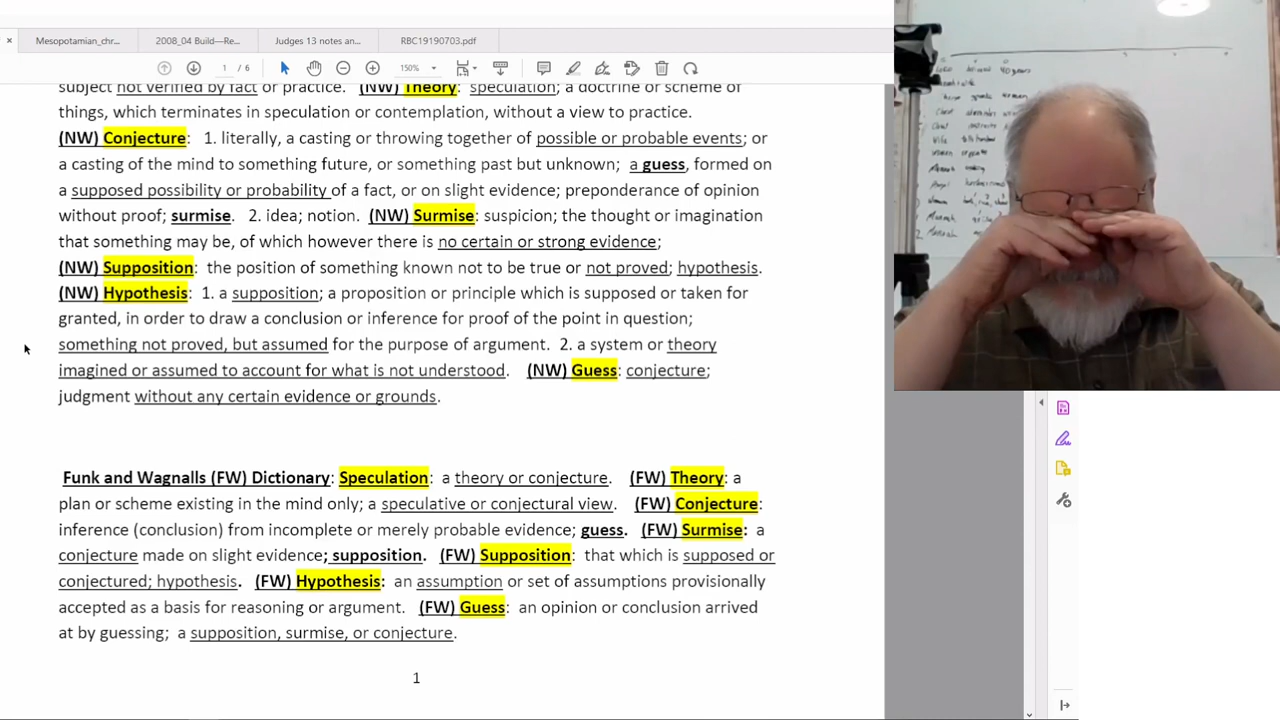 Mesopotamian_chr...
2008_04 Build—Re...
Judges 13 notes an...
RBC19190703.pdf
1 / 6
150%
subject not verified by fact or practice. (NW) Theory: speculation; a doctrine or scheme of
things, which terminates in speculation or contemplation, without a view to practice.
(NW) Conjecture: 1. literally, a casting or throwing together of possible or probable events; or
a casting of the mind to something future, or something past but unknown; a guess, formed on
a supposed possibility or probability of a fact, or on slight evidence; preponderance of opinion
without proof; surmise. 2. idea; notion. (NW) Surmise: suspicion; the thought or imagination
that something may be, of which however there is no certain or strong evidence;
(NW) Supposition: the position of something known not to be true or not proved; hypothesis.
(NW) Hypothesis: 1. a supposition; a proposition or principle which is supposed or taken for
granted, in order to draw a conclusion or inference for proof of the point in question;
something not proved, but assumed for the purpose of argument. 2. a system or theory
imagined or assumed to account for what is not understood. (NW) Guess: conjecture;
judgment without any certain evidence or grounds.
Funk and Wagnalls (FW) Dictionary: Speculation: a theory or conjecture. (FW) Theory: a
plan or scheme existing in the mind only; a speculative or conjectural view. (FW) Conjecture:
inference (conclusion) from incomplete or merely probable evidence; guess. (FW) Surmise: a
conjecture made on slight evidence; supposition. (FW) Supposition: that which is supposed or
conjectured; hypothesis. (FW) Hypothesis: an assumption or set of assumptions provisionally
accepted as a basis for reasoning or argument. (FW) Guess: an opinion or conclusion arrived
at by guessing; a supposition, surmise, or conjecture.
1
40 years